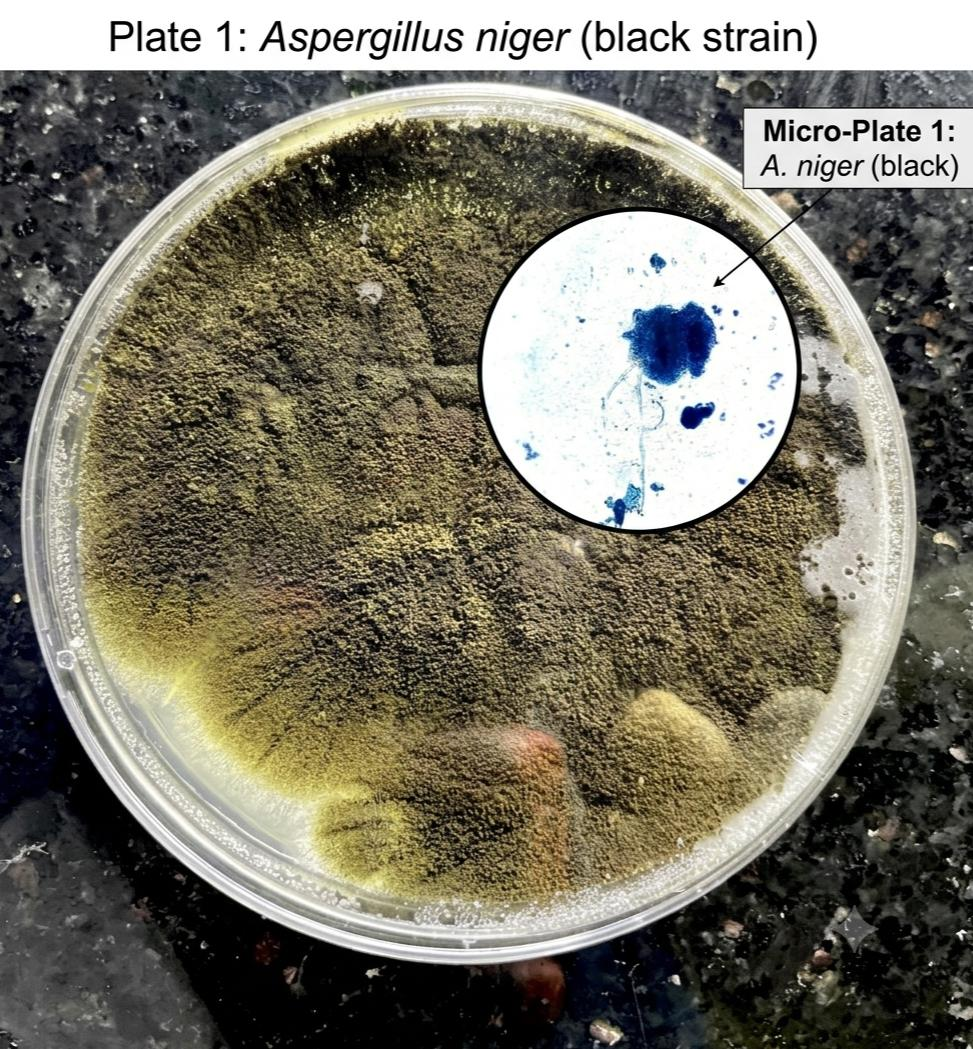 Plate 1: Aspergillus niger (black strain)
Micro-Plate 1:
A. niger (black)